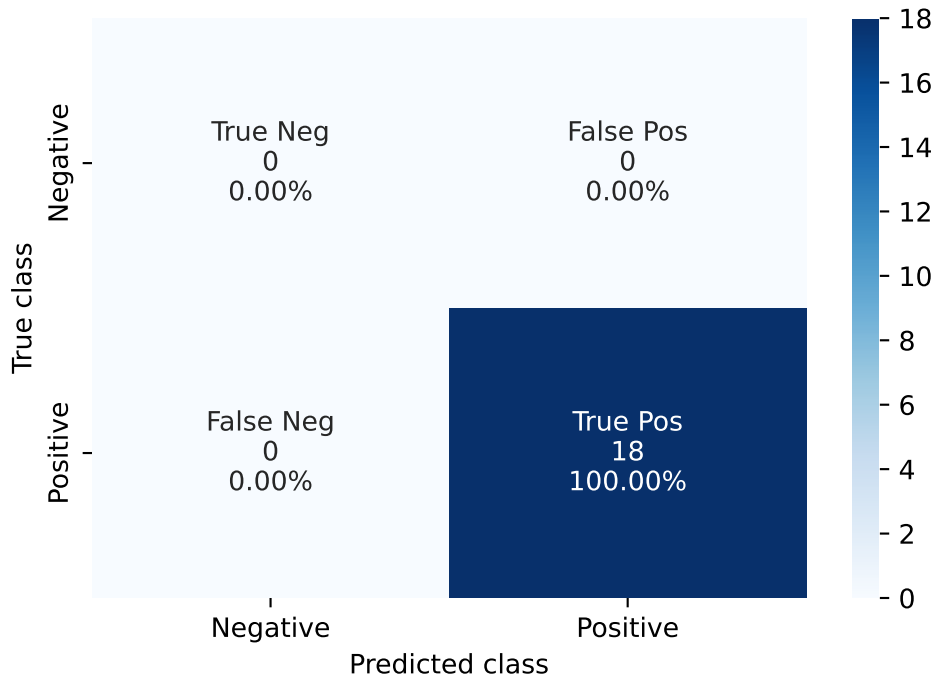 True class
Negative
Positive
True Neg
0
0.00%
False Pos
0
0.00%
False Neg
0
0.00%
True Pos
18
100.00%
Negative
Positive
Predicted class
18
16
14
12
10
8
6
4
2
0